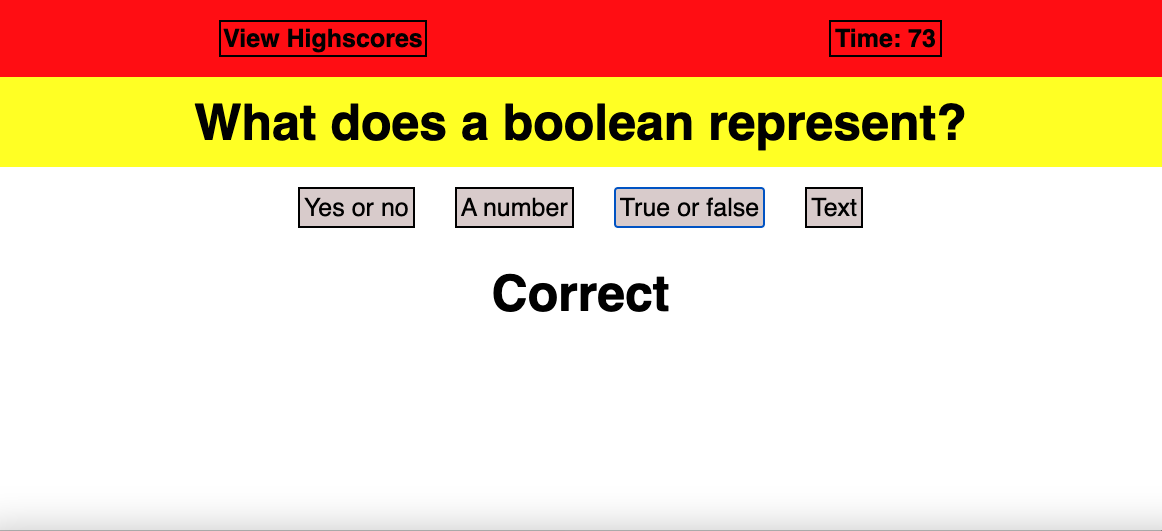 View Highscores Time: 73
What does a boolean represent?
Yes or no A number True or false Text
Correct